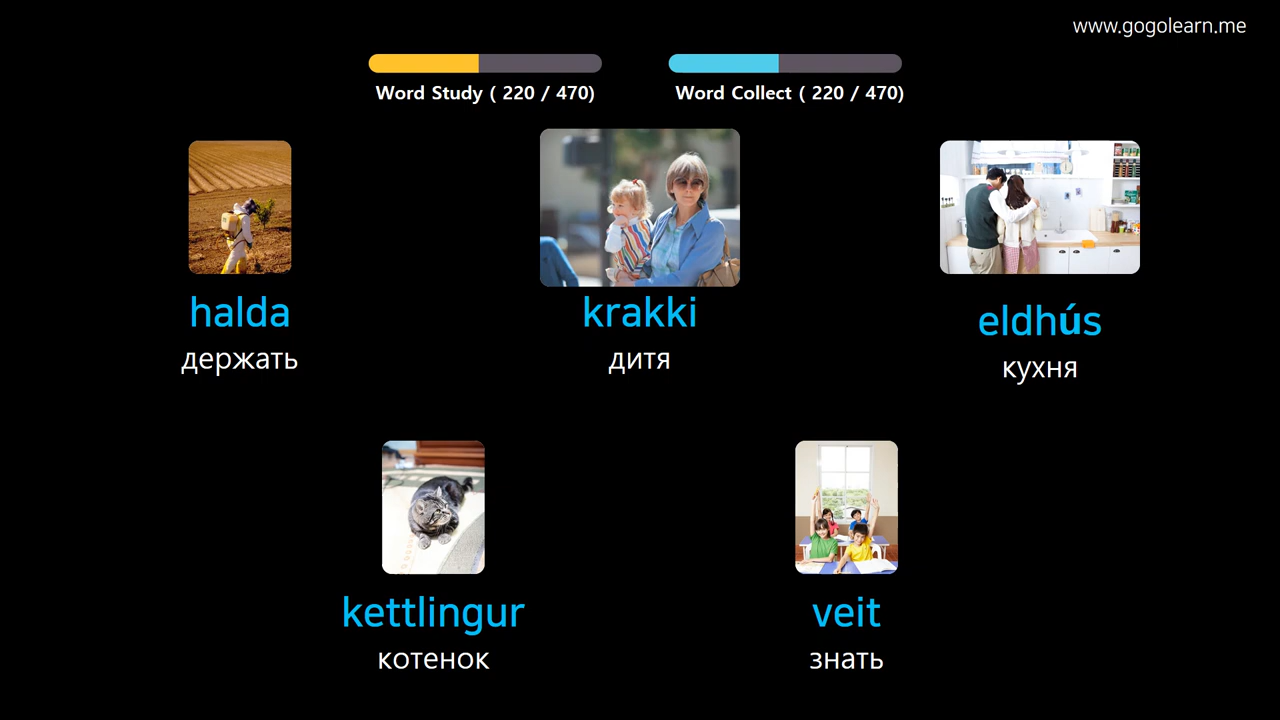 www.gogolearn.me
Word Study ( 220 / 470)
Word Collect ( 220 / 470)
halda
держать
krakki
дитя
eldhús
кухня
kettlingur
котенок
veit
знать